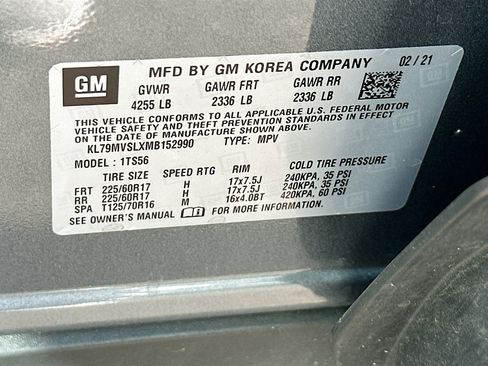 GM
MFD BY GM KOREA COMPANY 02/21
GVWR GAWR FRT GAWR RR
4255 LB 2336 LB 2336 LB
THIS VEHICLE CONFORMS TO ALL APPLICABLE U.S. FEDERAL MOTOR
VEHICLE SAFETY, BUMPER, AND THEFT PREVENTION STANDARDS IN EFFECT
ON THE DATE OF MANUFACTURE SHOWN ABOVE.
KL79MVSLXMB152990 TYPE: MPV
MODEL: 1TS56
TIRE SIZE SPEED RTG RIM COLD TIRE PRESSURE
FRT 225/60R17 H 17x7.5J 240KPA, 35 PSI
RR 225/60R17 H 17x7.5J 240KPA, 35 PSI
SPA T125/70R16 M 16x4.0BT 420KPA, 60 PSI
SEE OWNER'S MANUAL FOR MORE INFORMATION